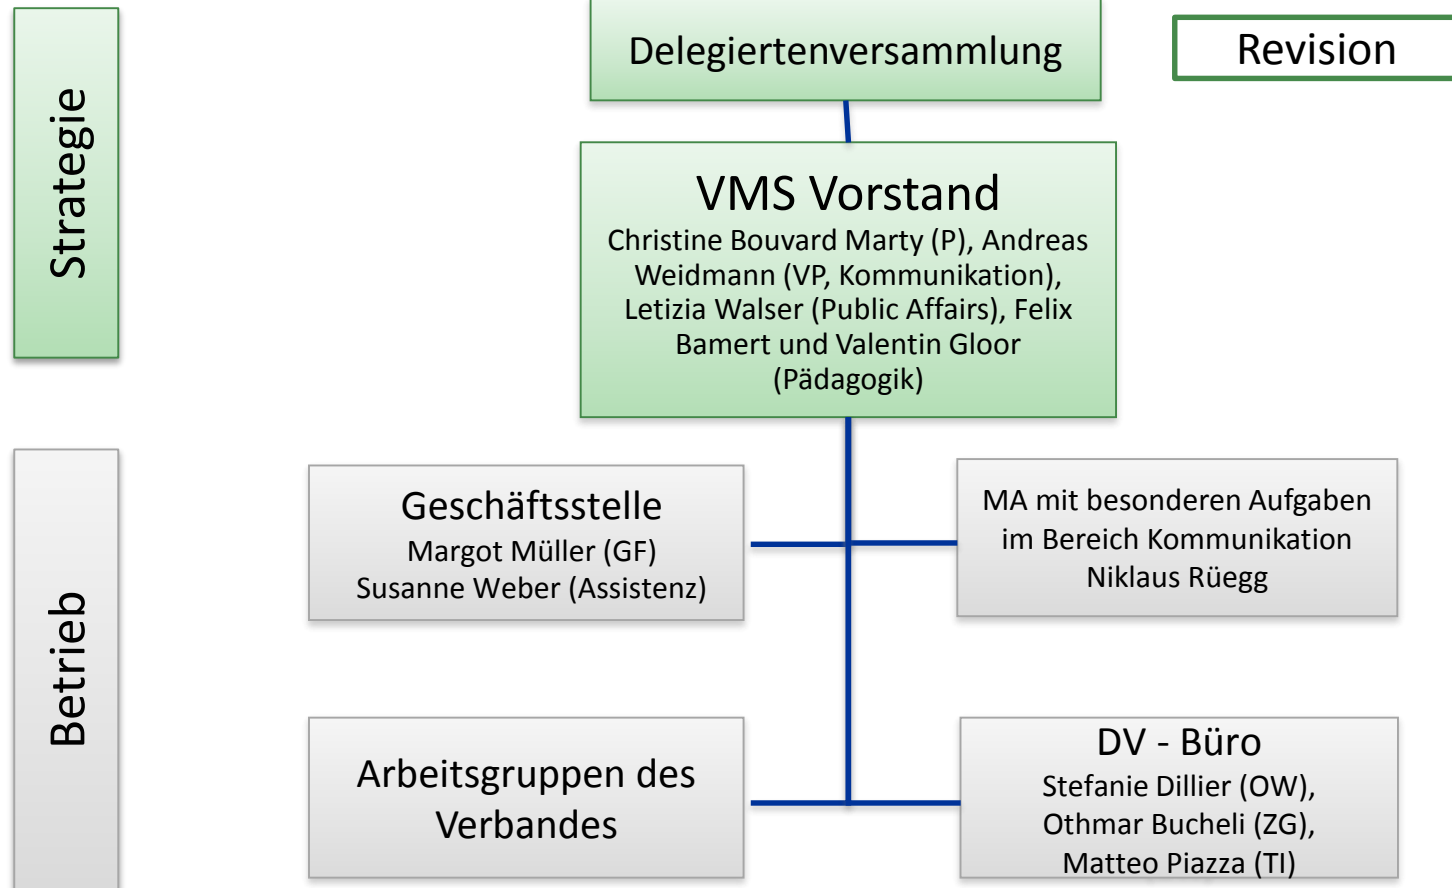 Strategie
Delegiertenversammlung
Revision
VMS Vorstand
Christine Bouvard Marty (P), Andreas
Weidmann (VP, Kommunikation),
Letizia Walser (Public Affairs), Felix
Bamert und Valentin Gloor
(Pädagogik)
Betrieb
Geschäftsstelle
Margot Müller (GF)
Susanne Weber (Assistenz)
MA mit besonderen Aufgaben
im Bereich Kommunikation
Niklaus Rüegg
Arbeitsgruppen des
Verbandes
DV - Büro
Stefanie Dillier (OW),
Othmar Bucheli (ZG),
Matteo Piazza (TI)